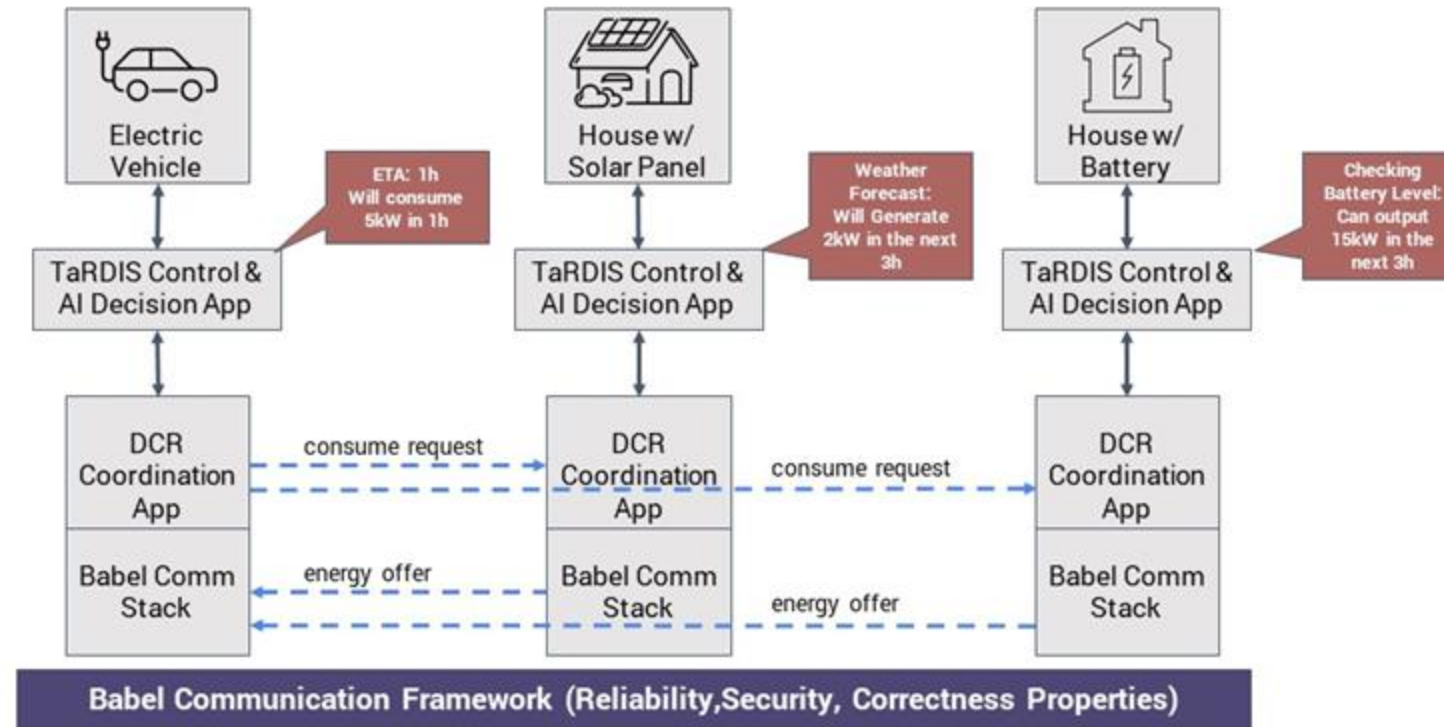 Electric
Vehicle
House w/
Solar Panel
House w/
Battery
ETA: 1h
Will consume
5kW in 1h
Weather
Forecast:
Will Generate
2kW in the next
3h
Checking
Battery Level:
Can output
15kW in the
next 3h
TaRDIS Control &
AI Decision App
TaRDIS Control &
AI Decision App
TaRDIS Control &
AI Decision App
DCR
Coordination
App
consume request
DCR
Coordination
App
consume request
DCR
Coordination
App
Babel Comm
Stack
energy offer
Babel Comm
Stack
energy offer
Babel Comm
Stack
Babel Communication Framework (Reliability,Security, Correctness Properties)